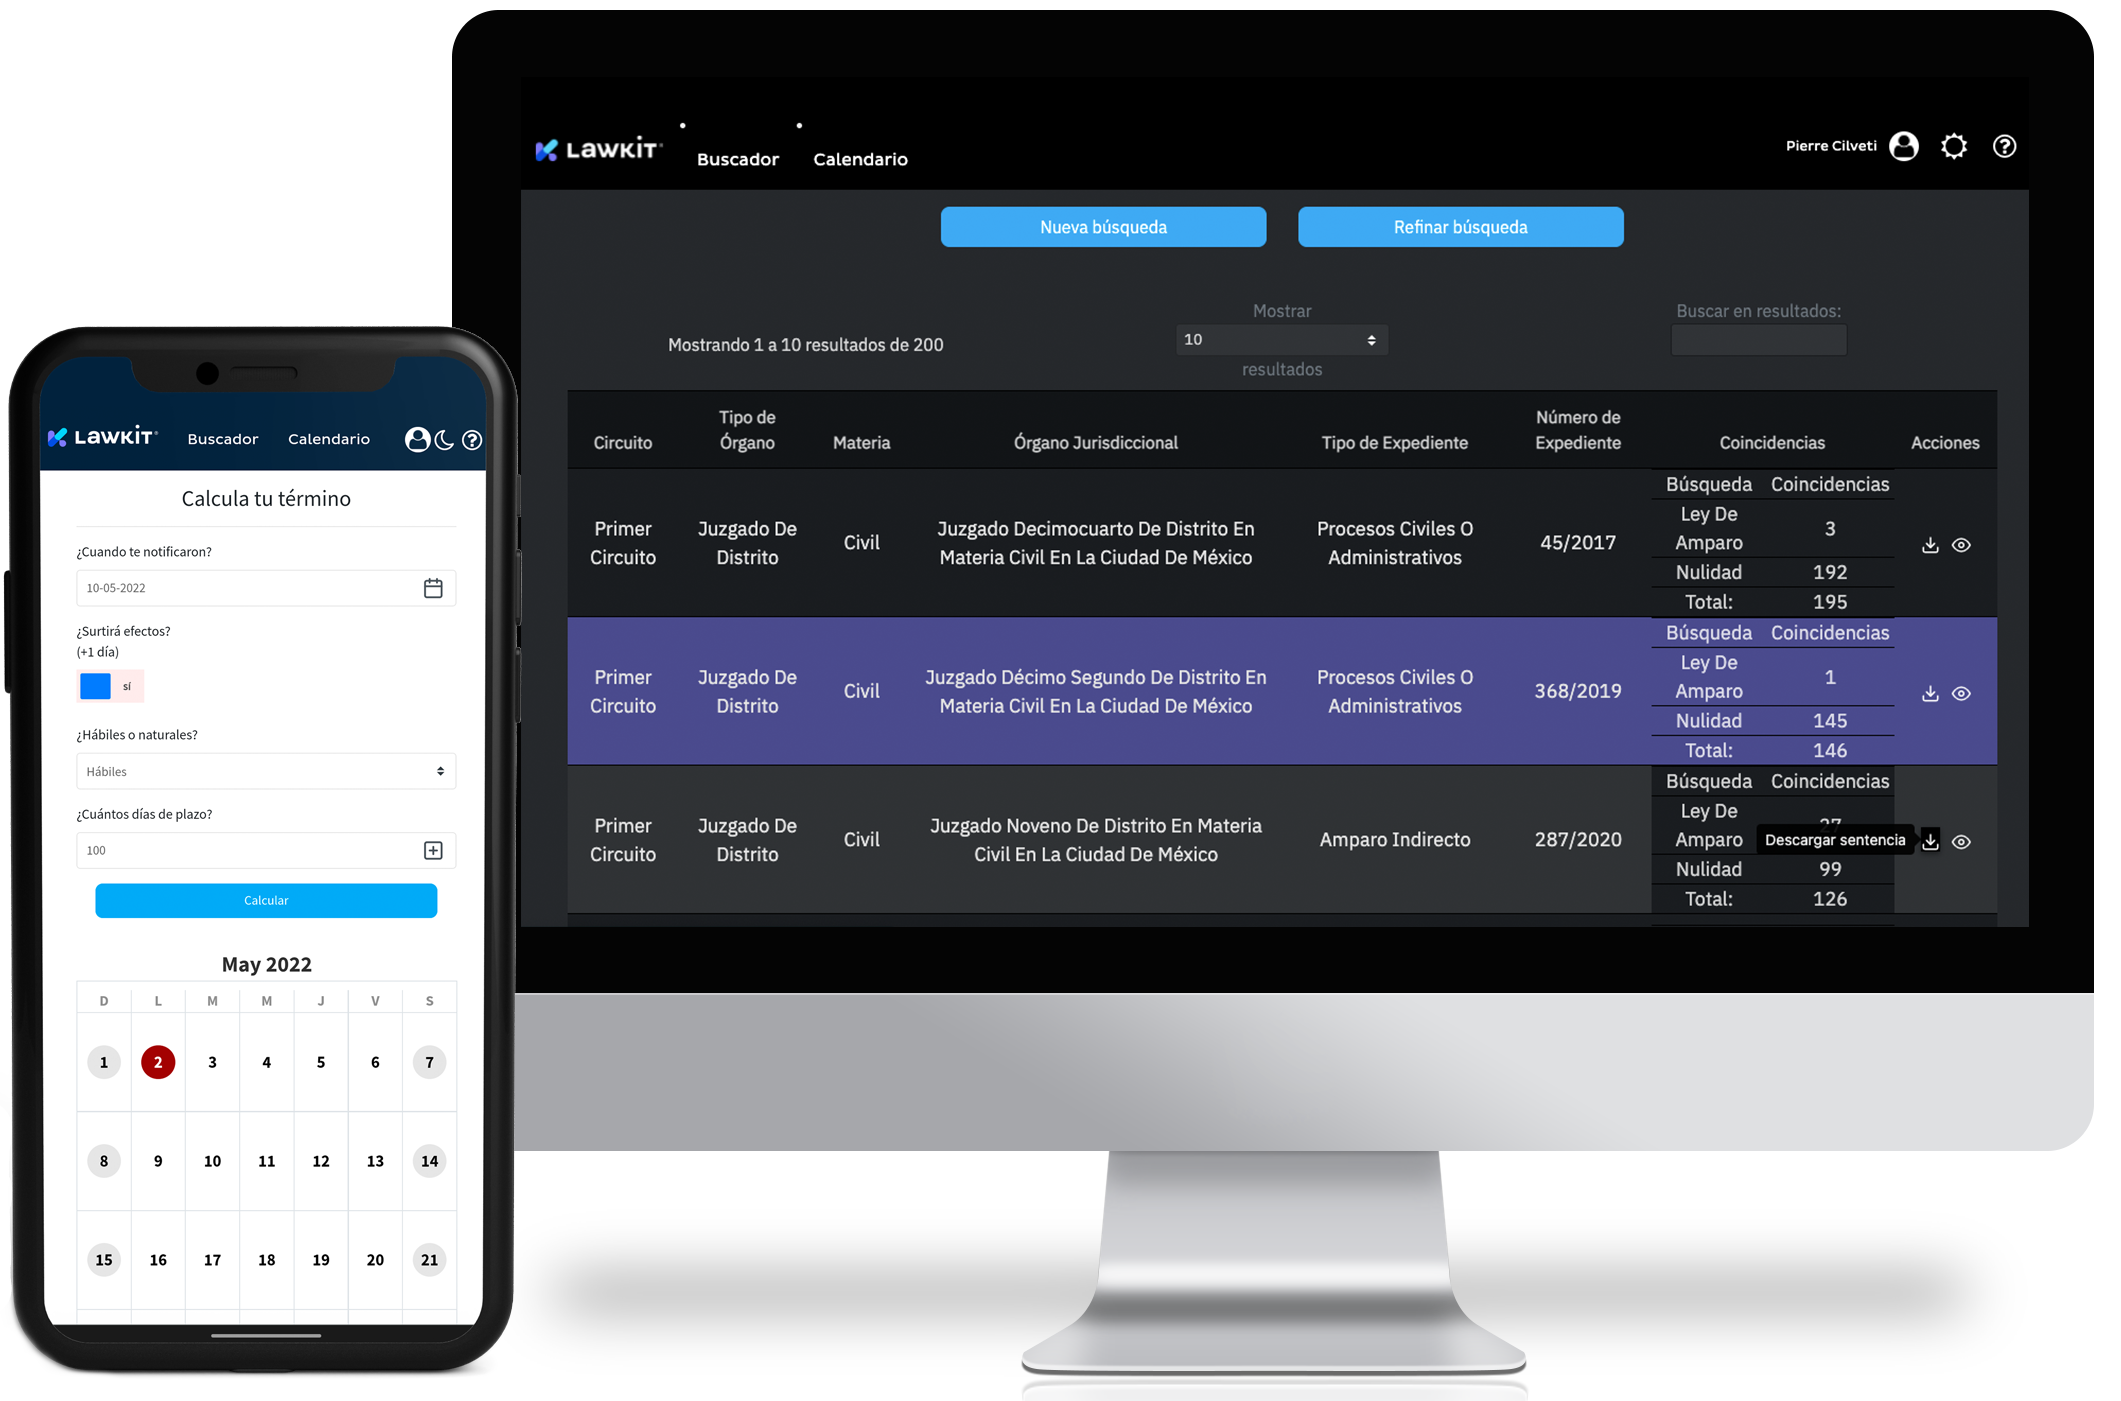 LAWKIT
Buscador
Calendario
Pierre Cilveti
Nueva búsqueda
Refinar búsqueda
Mostrando 1 a 10 resultados de 200
Mostrar
10
resultados
Buscar en resultados:
Circuito
Tipo de
Órgano
Materia
Órgano Jurisdiccional
Tipo de Expediente
Número de
Expediente
Coincidencias
Acciones
Primer
Circuito
Juzgado De
Distrito
Civil
Juzgado Decimocuarto De Distrito En
Materia Civil En La Ciudad De México
Procesos Civiles O
Administrativos
45/2017
Búsqueda Coincidencias
Ley De
Amparo
3
Nulidad 192
Total: 195
Primer
Circuito
Juzgado De
Distrito
Civil
Juzgado Décimo Segundo De Distrito En
Materia Civil En La Ciudad De México
Procesos Civiles O
Administrativos
368/2019
Búsqueda Coincidencias
Ley De
Amparo
1
Nulidad 145
Total: 146
Primer
Circuito
Juzgado De
Distrito
Civil
Juzgado Noveno De Distrito En Materia
Civil En La Ciudad De México
Amparo Indirecto
287/2020
Búsqueda Coincidencias
Ley De
Amparo
27
Descargar sentencia
Nulidad 99
Total: 126
LAWKIT
Buscador
Calendario
Calcula tu término
¿Cuando te notificaron?
10-05-2022
¿Surtirá efectos?
(+1 día)
sí
¿Hábiles o naturales?
Hábiles
¿Cuántos días de plazo?
100
Calcular
May 2022
D L M M J V S
1 2 3 4 5 6 7
8 9 10 11 12 13 14
15 16 17 18 19 20 21